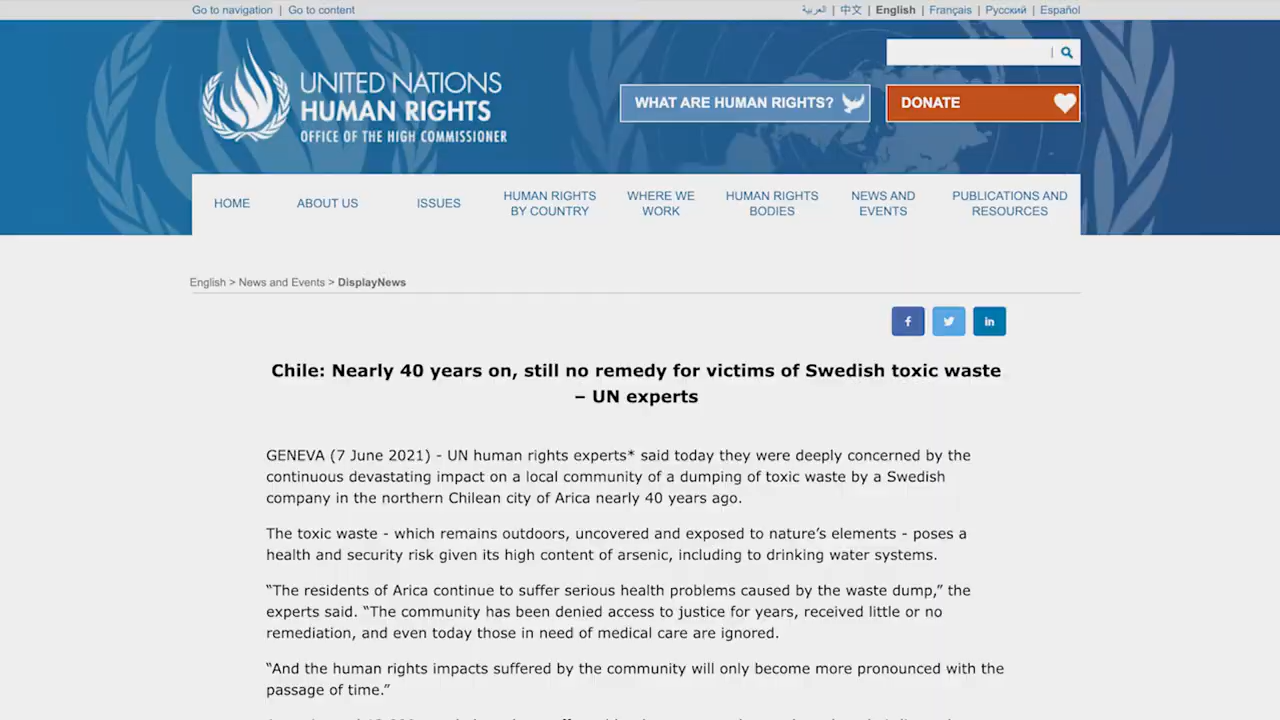 Go to navigation | Go to content
العربية | 中文 | English | Français | Русский | Español
UNITED NATIONS
HUMAN RIGHTS
OFFICE OF THE HIGH COMMISSIONER
WHAT ARE HUMAN RIGHTS?
DONATE
HOME
ABOUT US
ISSUES
HUMAN RIGHTS
BY COUNTRY
WHERE WE
WORK
HUMAN RIGHTS
BODIES
NEWS AND
EVENTS
PUBLICATIONS AND
RESOURCES
English > News and Events > DisplayNews
Chile: Nearly 40 years on, still no remedy for victims of Swedish toxic waste
– UN experts
GENEVA (7 June 2021) - UN human rights experts* said today they were deeply concerned by the
continuous devastating impact on a local community of a dumping of toxic waste by a Swedish
company in the northern Chilean city of Arica nearly 40 years ago.
The toxic waste - which remains outdoors, uncovered and exposed to nature’s elements - poses a
health and security risk given its high content of arsenic, including to drinking water systems.
“The residents of Arica continue to suffer serious health problems caused by the waste dump,” the
experts said. “The community has been denied access to justice for years, received little or no
remediation, and even today those in need of medical care are ignored.
“And the human rights impacts suffered by the community will only become more pronounced with the
passage of time.”